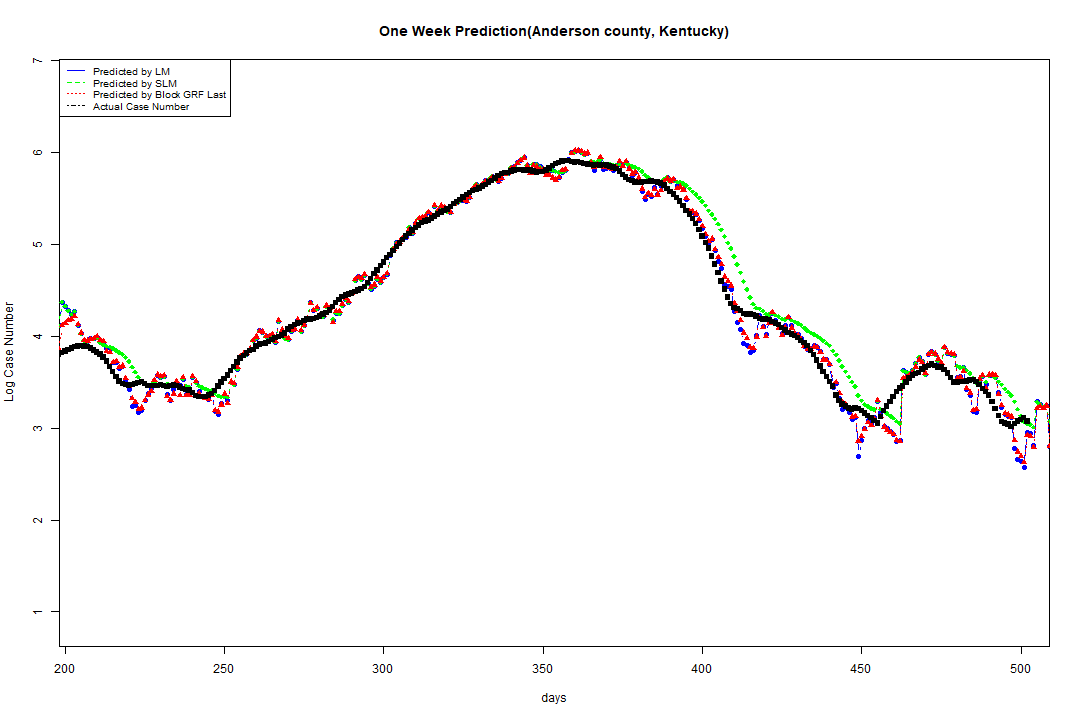 One Week Prediction(Anderson county, Kentucky)
Predicted by LM
Predicted by SLM
Predicted by Block GRF Last
Actual Case Number
Log Case Number
7
6
5
4
3
2
1
200 250 300 350 400 450 500
days